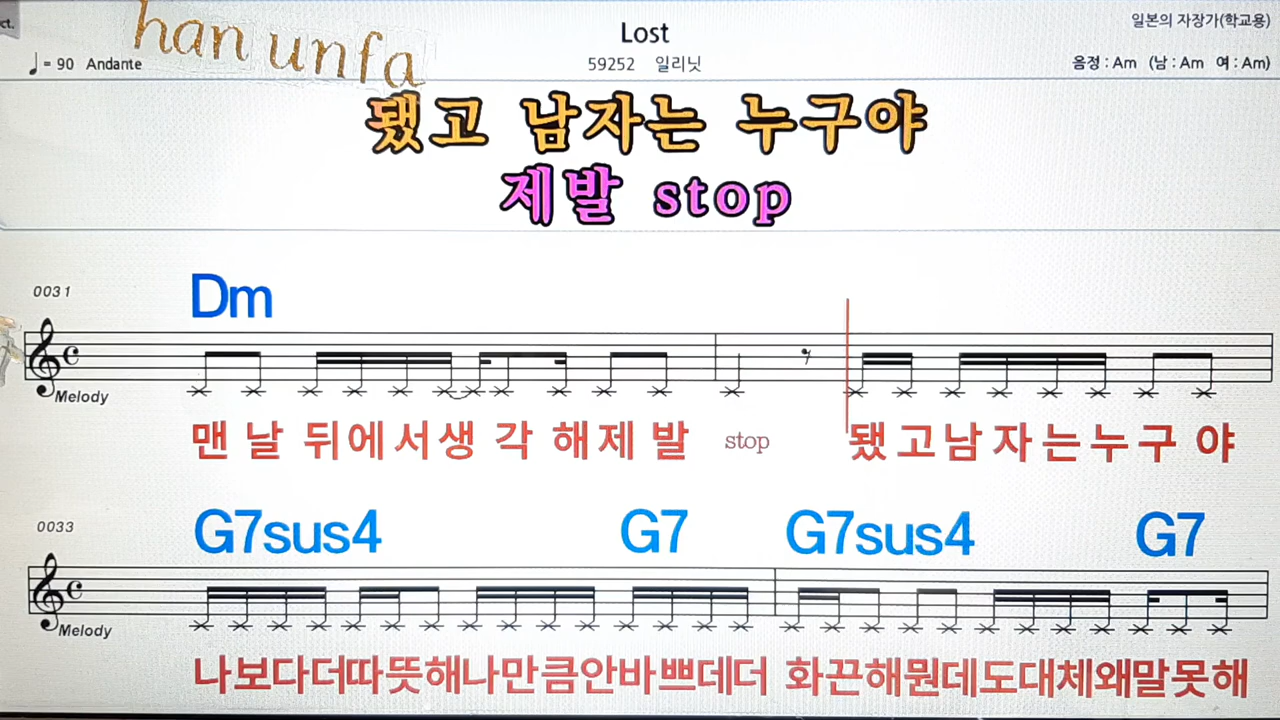 ct.
han unfa
Lost
일본의 자장가(학교용)
♩= 90 Andante
59252 일리닛
음정 : Am (남 : Am 여 : Am)
됐고 남자는 누구야
제발 stop
0031
Dm
Melody
맨 날 뒤에서생 각 해제 발 stop 됐고남자는누구 야
0033
G7sus4 G7 G7sus4 G7
Melody
나보다더따뜻해나만큼안바쁘데더 화끈해뭔데도대체왜말못해